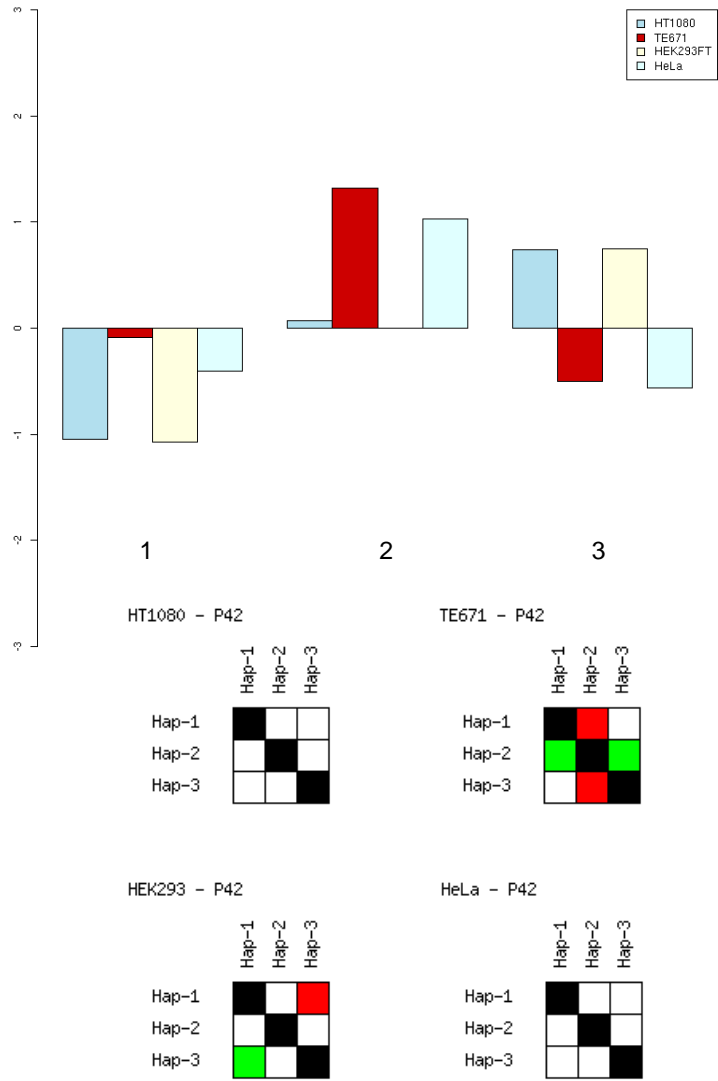 3
2
1
0
-1
-2
-3
HT1080
TE671
HEK293FT
HeLa
1 2 3
HT1080 - P42
Hap-1 Hap-2 Hap-3
Hap-1
Hap-2
Hap-3
TE671 - P42
Hap-1 Hap-2 Hap-3
Hap-1
Hap-2
Hap-3
HEK293 - P42
Hap-1 Hap-2 Hap-3
Hap-1
Hap-2
Hap-3
HeLa - P42
Hap-1 Hap-2 Hap-3
Hap-1
Hap-2
Hap-3